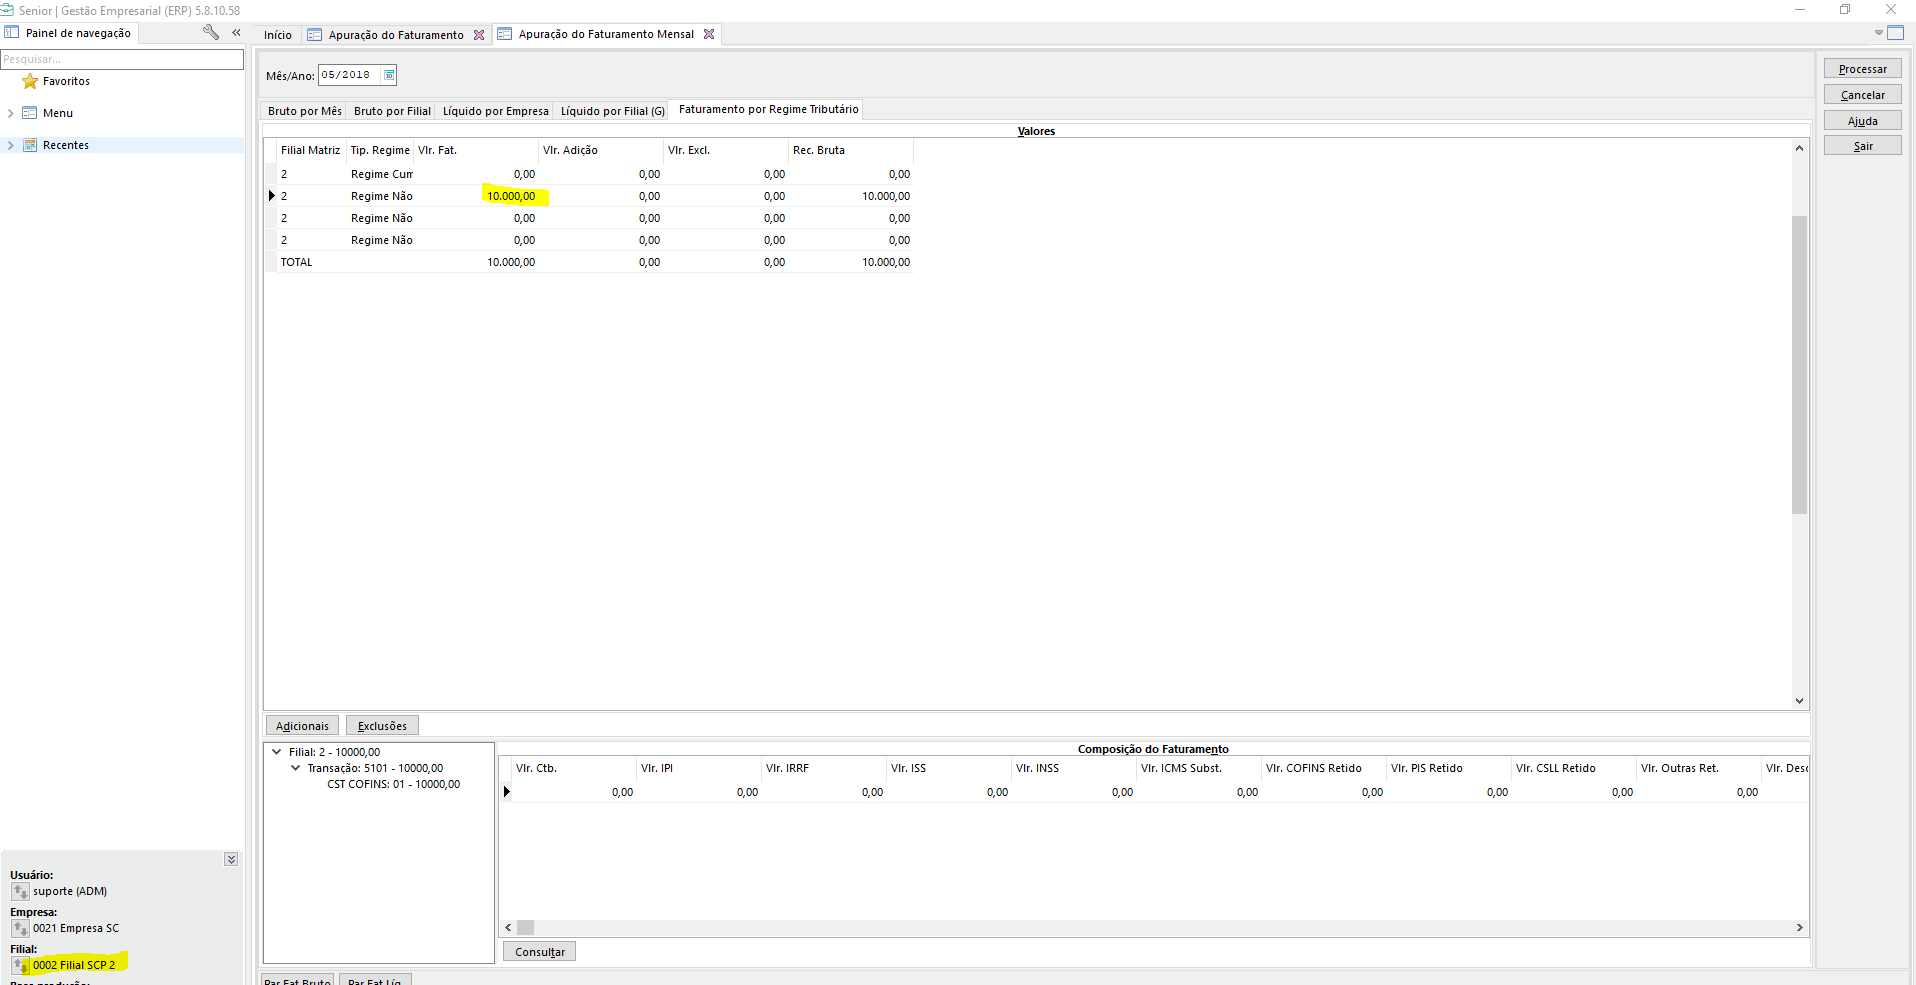 Senior | Gestão Empresarial (ERP) 5.8.10.58
Painel de navegação
Pesquisar...
Favoritos
Menu
Recentes
Início
Apuração do Faturamento
Apuração do Faturamento Mensal
Mês/Ano: 05/2018
Bruto por Mês
Bruto por Filial
Líquido por Empresa
Líquido por Filial (G)
Faturamento por Regime Tributário
Valores
Filial Matriz Tip. Regime Vlr. Fat. Vlr. Adição Vlr. Excl. Rec. Bruta
2 Regime Cum 0,00 0,00 0,00 0,00
2 Regime Não 10.000,00 0,00 0,00 10.000,00
2 Regime Não 0,00 0,00 0,00 0,00
2 Regime Não 0,00 0,00 0,00 0,00
TOTAL 10.000,00 0,00 0,00 10.000,00
Processar
Cancelar
Ajuda
Sair
Adicionais
Exclusões
Filial: 2 - 10000,00
Transação: 5101 - 10000,00
CST COFINS: 01 - 10000,00
Composição do Faturamento
Vlr. Ctb. Vlr. IPI Vlr. IRRF Vlr. ISS Vlr. INSS Vlr. ICMS Subst. Vlr. COFINS Retido Vlr. PIS Retido Vlr. CSLL Retido Vlr. Outras Ret. Vlr. Desc
0,00 0,00 0,00 0,00 0,00 0,00 0,00 0,00 0,00 0,00
Consultar
Par Fat Bruto
Par Fat Líq
Usuário:
suporte (ADM)
Empresa:
0021 Empresa SC
Filial:
0002 Filial SCP 2